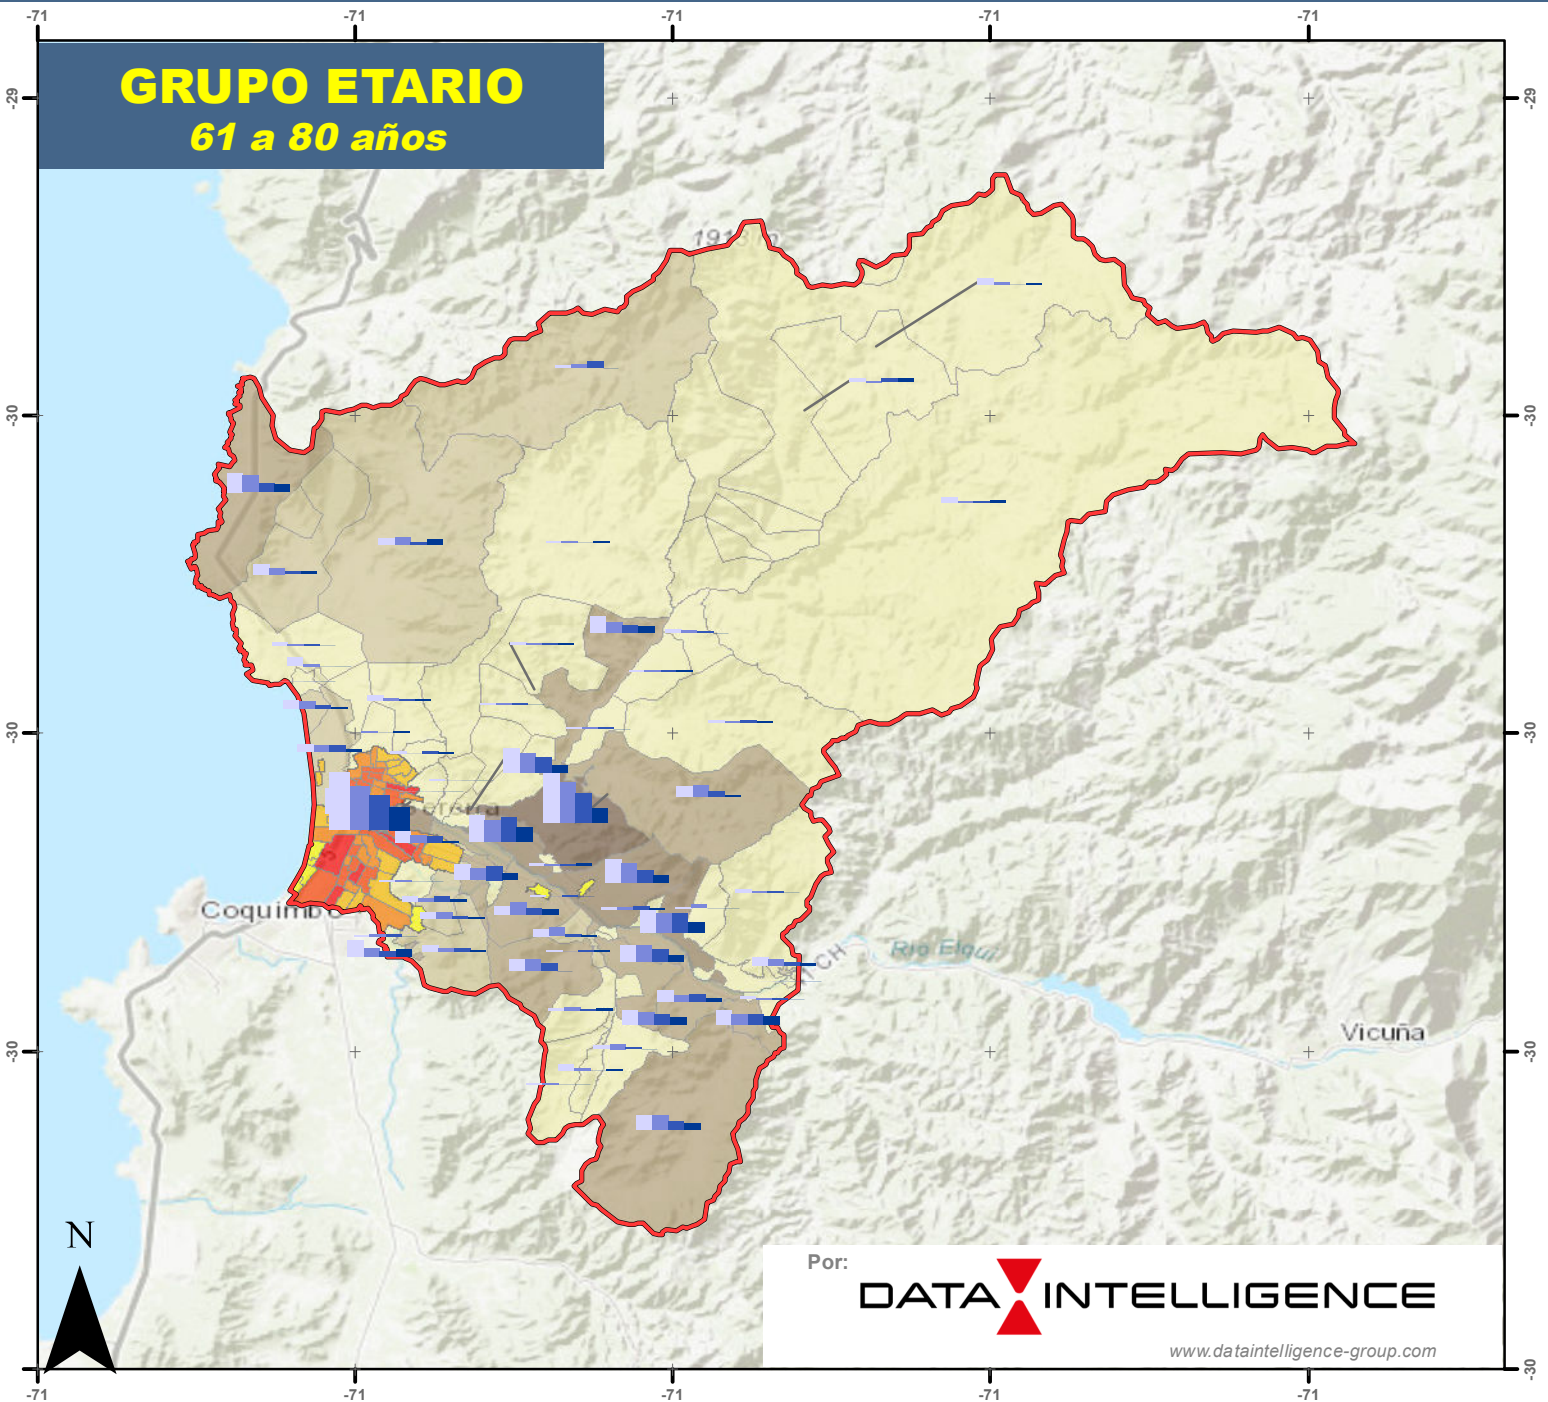 -71 -71 -71 -71 -71
GRUPO ETARIO
61 a 80 años
-29 -29
-30 -30
-30 -30
-30 -30
-30
Coquimbo
Río Elqui
Vicuña
N
Por:
DATA INTELLIGENCE
www.dataintelligence-group.com
-71 -71 -71 -71 -71